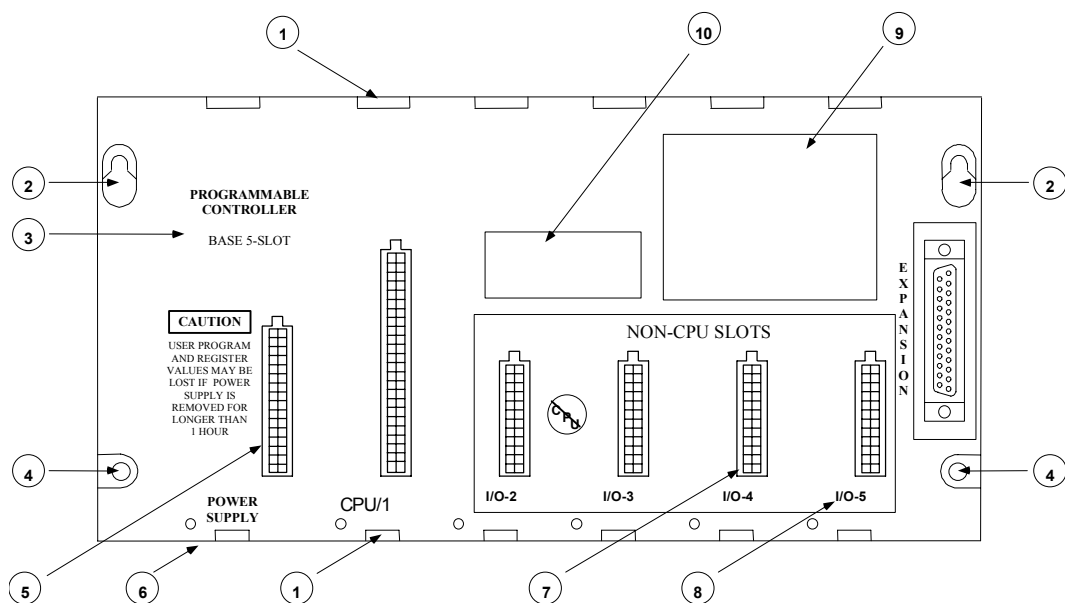 1
10
9
2
2
PROGRAMMABLE
CONTROLLER
3
BASE 5-SLOT
EXPANSION
CAUTION
USER PROGRAM
AND REGISTER
VALUES MAY BE
LOST IF POWER
SUPPLY IS
REMOVED FOR
LONGER THAN
1 HOUR
NON-CPU SLOTS
CPU
4
4
I/O-2
I/O-3
I/O-4
I/O-5
POWER
SUPPLY
CPU/1
5
6
1
7
8